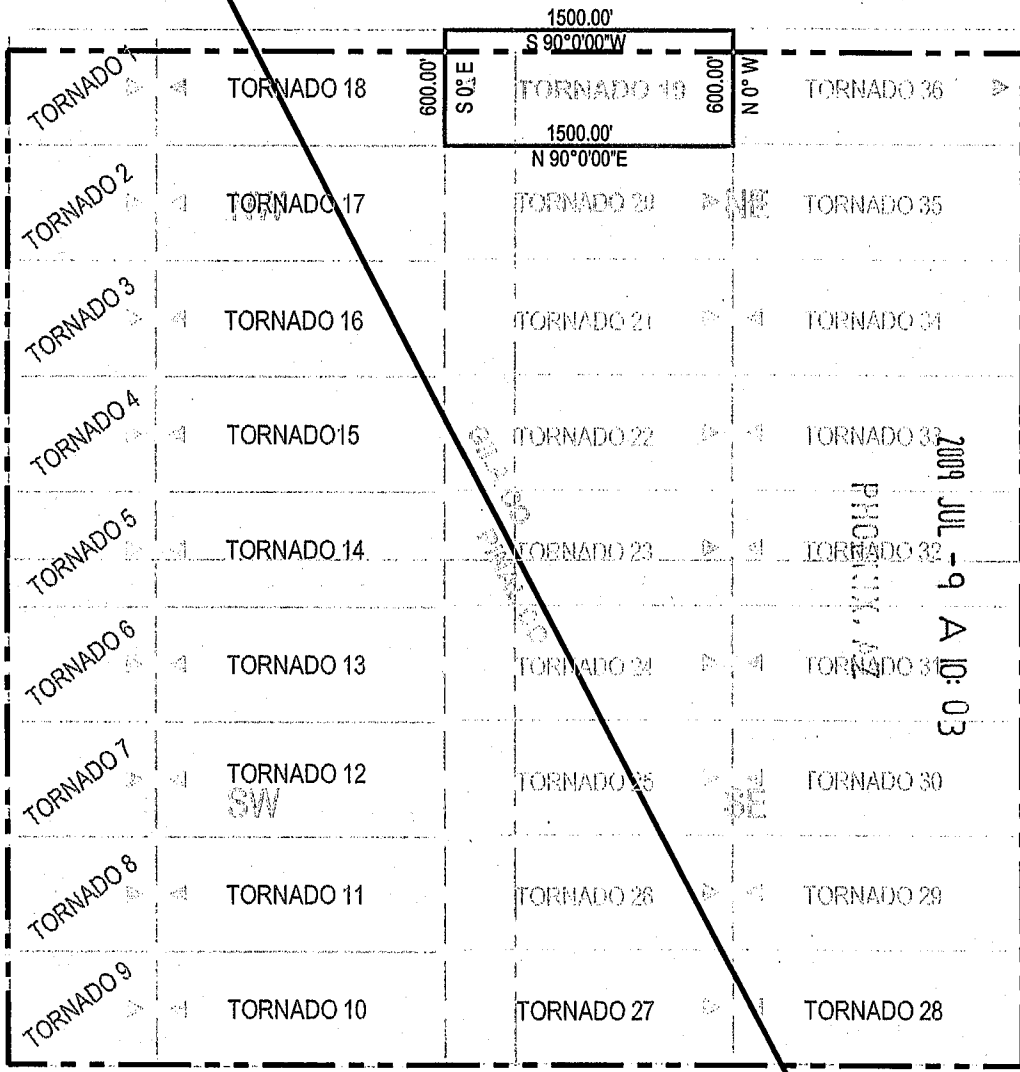 1500.00'
S 90°0'00"W
TORNADO 1
TORNADO 18
600.00'
S 0° E
TORNADO 19
600.00'
N 0° W
TORNADO 36
1500.00'
N 90°0'00"E
TORNADO 2
NW
TORNADO 17
TORNADO 20
NE
TORNADO 35
TORNADO 3
TORNADO 16
TORNADO 21
TORNADO 34
TORNADO 4
TORNADO15
GILA CO
TORNADO 22
TORNADO 33
2009 JUL -9 A 10: 03
PHOENIX, AZ
TORNADO 5
TORNADO 14
PINAL CO
TORNADO 23
TORNADO 32
TORNADO 6
TORNADO 13
TORNADO 24
TORNADO 31
TORNADO 7
TORNADO 12
SW
TORNADO 25
SE
TORNADO 30
TORNADO 8
TORNADO 11
TORNADO 26
TORNADO 29
TORNADO 9
TORNADO 10
TORNADO 27
TORNADO 28